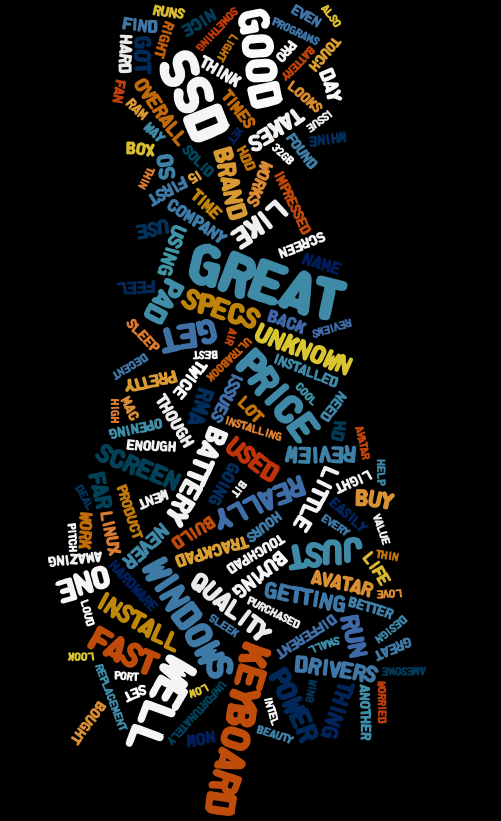 RUNS
NICE
SOMETHING
GOOD
EVEN
ALSO
FIND
RIGHT
LIGHT
PROGRAMS
HARD
GOT
THINK
PRO
BATTERY
TOUCH
SSD
FAN
OVERALL
RAM
TIMES
LOOKS
DAY
WAY
TAKES
ISSUE
WHINE
BOX
SOLID
HDD
32GB
FOUND
OS
BRAND
WORKS
THIN
FIRST
IS
TIME
IMPRESSED
LIKE
COMPANY
USE
USING
SCREEN
NAME
GREAT
FEEL
PAD
SPECS
BACK
REVIEWS
SLEEP
GET
AIR
UNKNOWN
BEST
ULTRABOOK
DECENT
TWICE
PRICE
INSTALLED
PRETTY
COOL
HIGH
MAC
THOUGH
ISSUES
LOT
NEED
OPENING
INSTALLING
HD
AVATAR
ENOUGH
BATTERY
USED
REVIEW
SCREEN
GOING
HELP
FAR
BIT
LITTLE
LIGHT
DEAL
PRODUCT
WENT
REALLY
EASILY
BUY
WORK
LINUX
HOURS
EVERY
VALUE
PITCH
NEVER
BUILD
TRACKPAD
TOUCHPAD
JUST
THIN
AMAZING
LIFE
ONE
HARDWARE
WINDOWS
BUYING
AVATAR
LOVE
QUALITY
GETTING
BETTER
LOUD
INSTALL
PURCHASED
DESIGN
SLEEK
DIFFERENT
RUN
LOOK
FAST
SMALL
GREAT
WELL
KEYBOARD
DRIVERS
AWESOME
REPLACEMENT
PORT
SET
LOW
UNFORTUNATELY
POWER
USING
THING
ANOTHER
WORRIED
BOUGHT
NOW
INTEL
BEAUTY